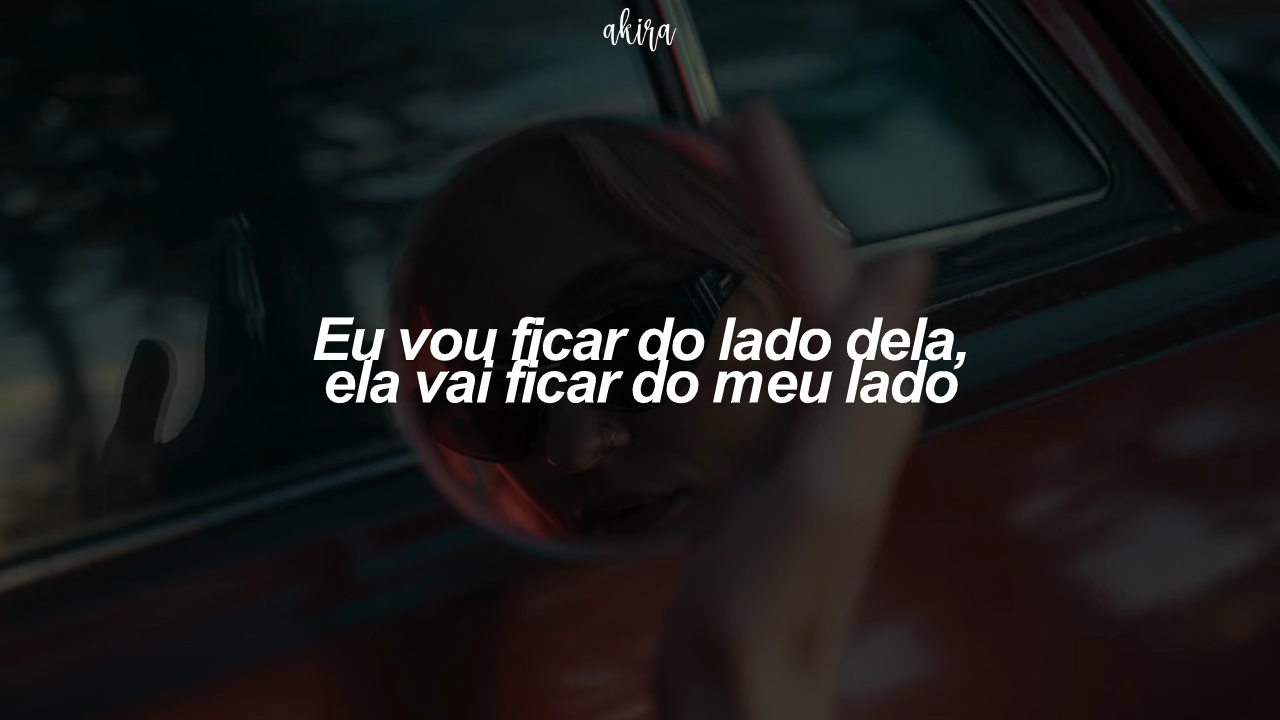 akira
Eu vou ficar do lado dela,
ela vai ficar do meu lado